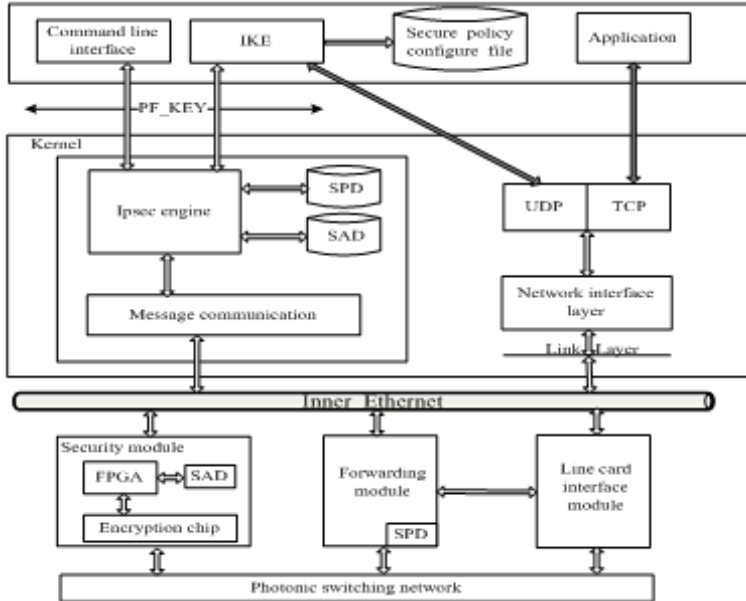 Command line
interface
IKE
Secure policy
configure file
Application
PF_KEY
Kernel
Ipsec engine
SPD
SAD
UDP
TCP
Message communication
Network interface
layer
Link Layer
Inner Ethernet
Security module
FPGA
SAD
Encryption chip
Forwarding
module
SPD
Line card
interface
module
Photonic switching network